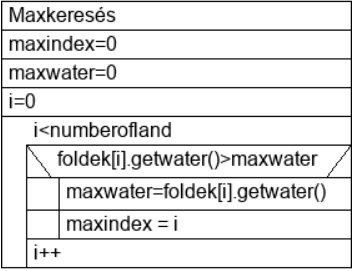 Maxkeresés
maxindex=0
maxwater=0
i=0
i<numberofland
foldek[i].getwater()>maxwater
maxwater=foldek[i].getwater()
maxindex = i
i++